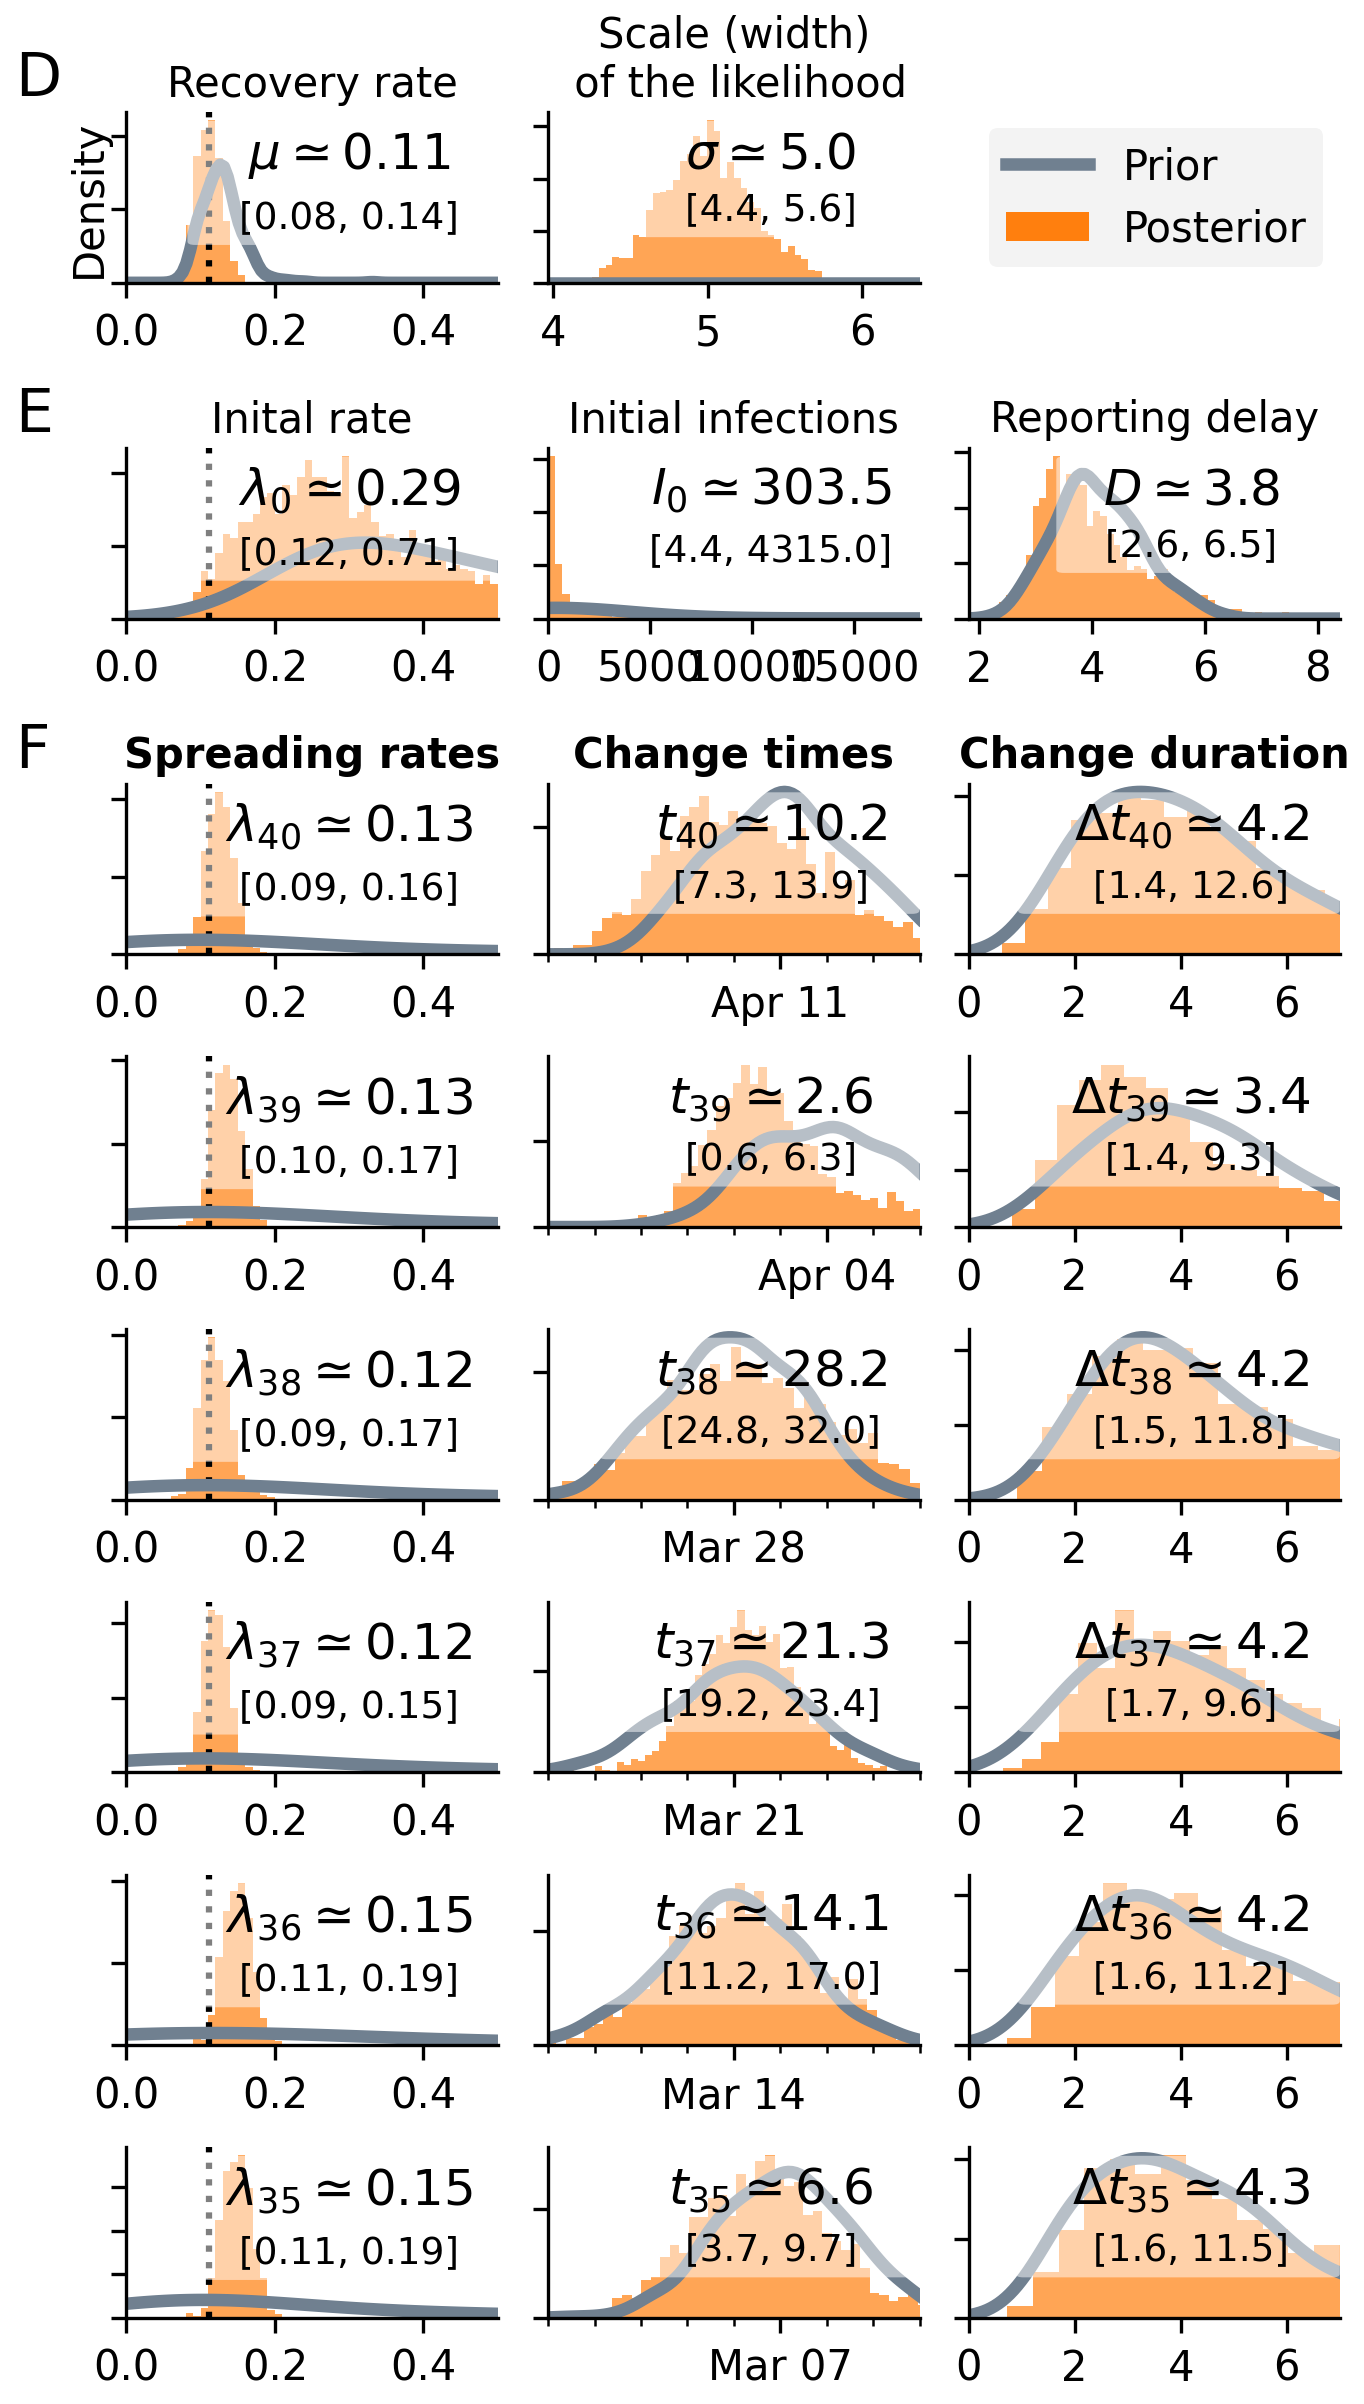 D
Recovery rate
Scale (width)
of the likelihood
Density
μ ≃ 0.11
[0.08, 0.14]
0.0 0.2 0.4
σ ≃ 5.0
[4.4, 5.6]
4 5 6
Prior
Posterior
E
Inital rate
λ0 ≃ 0.29
[0.12, 0.71]
0.0 0.2 0.4
Initial infections
I0 ≃ 303.5
[4.4, 4315.0]
0 5000 10000 15000
Reporting delay
D ≃ 3.8
[2.6, 6.5]
2 4 6 8
F
Spreading rates Change times Change duration
λ40 ≃ 0.13
[0.09, 0.16]
0.0 0.2 0.4
t40 ≃ 10.2
[7.3, 13.9]
Apr 11
Δt40 ≃ 4.2
[1.4, 12.6]
0 2 4 6
λ39 ≃ 0.13
[0.10, 0.17]
0.0 0.2 0.4
t39 ≃ 2.6
[0.6, 6.3]
Apr 04
Δt39 ≃ 3.4
[1.4, 9.3]
0 2 4 6
λ38 ≃ 0.12
[0.09, 0.17]
0.0 0.2 0.4
t38 ≃ 28.2
[24.8, 32.0]
Mar 28
Δt38 ≃ 4.2
[1.5, 11.8]
0 2 4 6
λ37 ≃ 0.12
[0.09, 0.15]
0.0 0.2 0.4
t37 ≃ 21.3
[19.2, 23.4]
Mar 21
Δt37 ≃ 4.2
[1.7, 9.6]
0 2 4 6
λ36 ≃ 0.15
[0.11, 0.19]
0.0 0.2 0.4
t36 ≃ 14.1
[11.2, 17.0]
Mar 14
Δt36 ≃ 4.2
[1.6, 11.2]
0 2 4 6
λ35 ≃ 0.15
[0.11, 0.19]
0.0 0.2 0.4
t35 ≃ 6.6
[3.7, 9.7]
Mar 07
Δt35 ≃ 4.3
[1.6, 11.5]
0 2 4 6